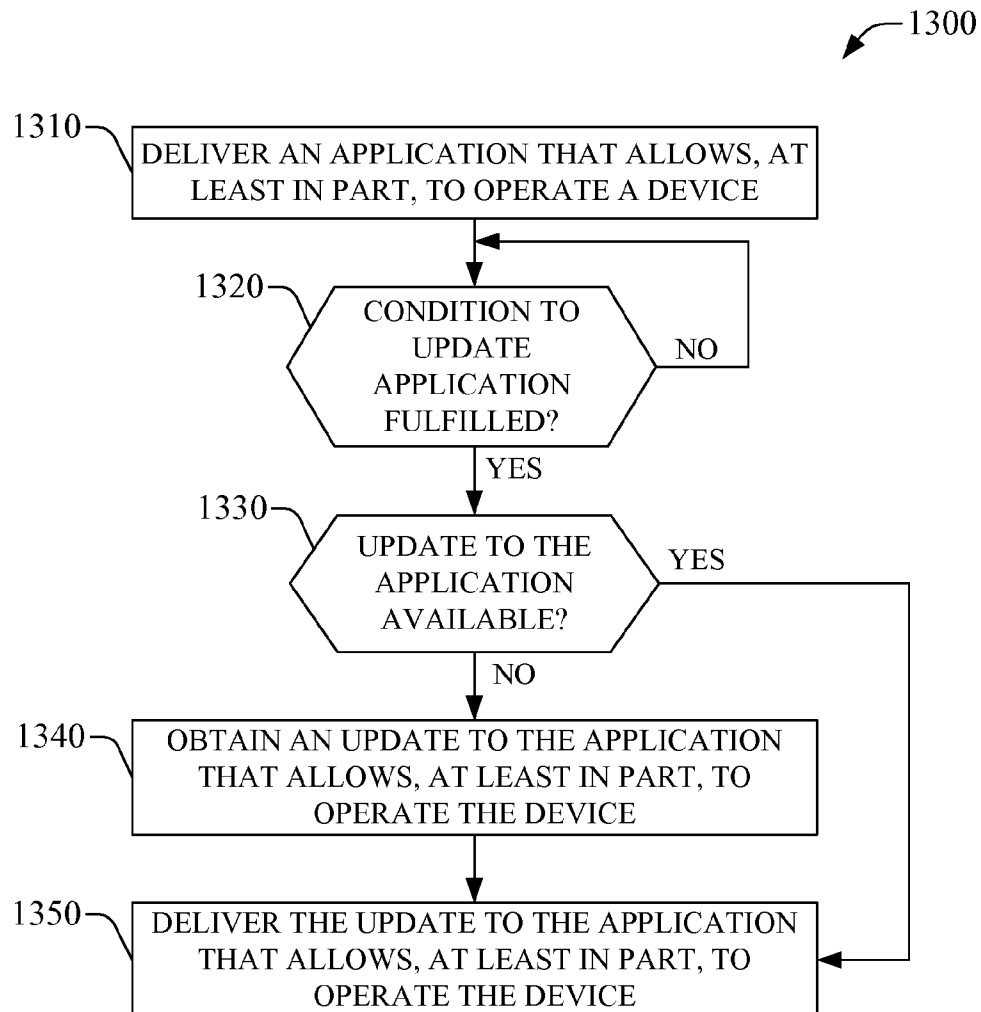 1300
1310
DELIVER AN APPLICATION THAT ALLOWS, AT
LEAST IN PART, TO OPERATE A DEVICE
1320
CONDITION TO
UPDATE
APPLICATION
FULFILLED?
NO
YES
1330
UPDATE TO THE
APPLICATION
AVAILABLE?
YES
NO
1340
OBTAIN AN UPDATE TO THE APPLICATION
THAT ALLOWS, AT LEAST IN PART, TO
OPERATE THE DEVICE
1350
DELIVER THE UPDATE TO THE APPLICATION
THAT ALLOWS, AT LEAST IN PART, TO
OPERATE THE DEVICE